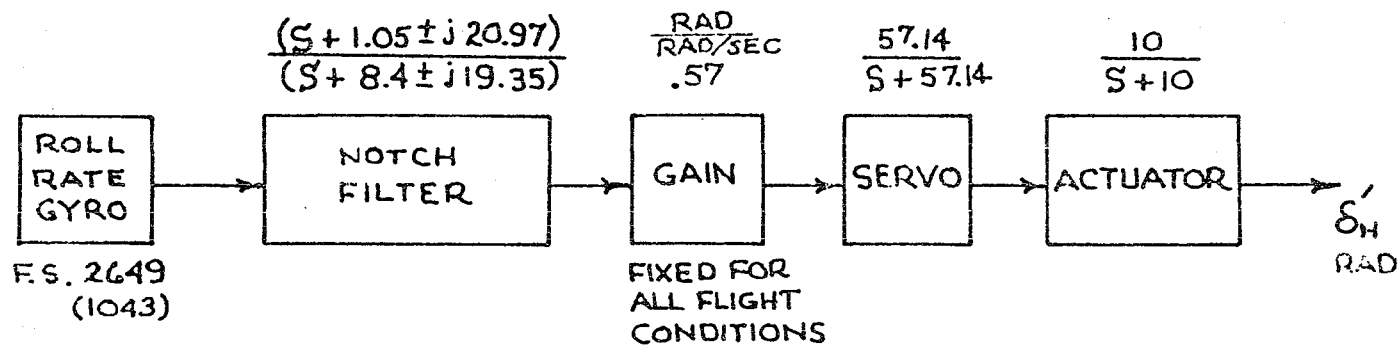 (S + 1.05 ± j 20.97)
(S + 8.4 ± j 19.35)
RAD
RAD/SEC
.57
57.14
S + 57.14
10
S + 10
ROLL
RATE
GYRO
NOTCH
FILTER
GAIN
SERVO
ACTUATOR
δ'H
RAD
F.S. 2649
(1043)
FIXED FOR
ALL FLIGHT
CONDITIONS